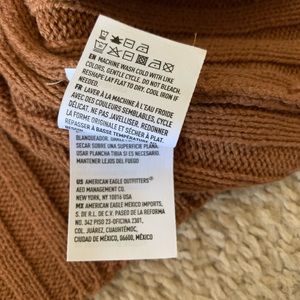 EN MACHINE WASH COLD WITH LIKE
COLORS, GENTLE CYCLE. DO NOT BLEACH.
RESHAPE LAY FLAT TO DRY. COOL IRON IF
NEEDED.
FR LAVER À LA MACHINE À L'EAU FROIDE
AVEC DES COULEURS SEMBLABLES, CYCLE
DÉLICAT. NE PAS JAVELLISER. REDONNER
LA FORME ORIGINALE ET SÉCHER À PLAT.
REPASSER À BASSE TEMPÉRATURE
BLANQUEADOR.
SECAR SOBRE UNA SUPERFICIE PLANA.
USAR PLANCHA TIBIA SI ES NECESARIO.
MANTENER LEJOS DEL FUEGO
US AMERICAN EAGLE OUTFITTERS®
AEO MANAGEMENT CO.
NEW YORK, NY 10016 USA
MX AMERICAN EAGLE MEXICO IMPORTS,
S. DE R.L. DE C.V. PASEO DE LA REFORMA
NO. 342 PISO 23-OFICINA 2301,
COL. JUÁREZ, CUAUHTÉMOC,
CIUDAD DE MÉXICO, 06600, MÉXICO